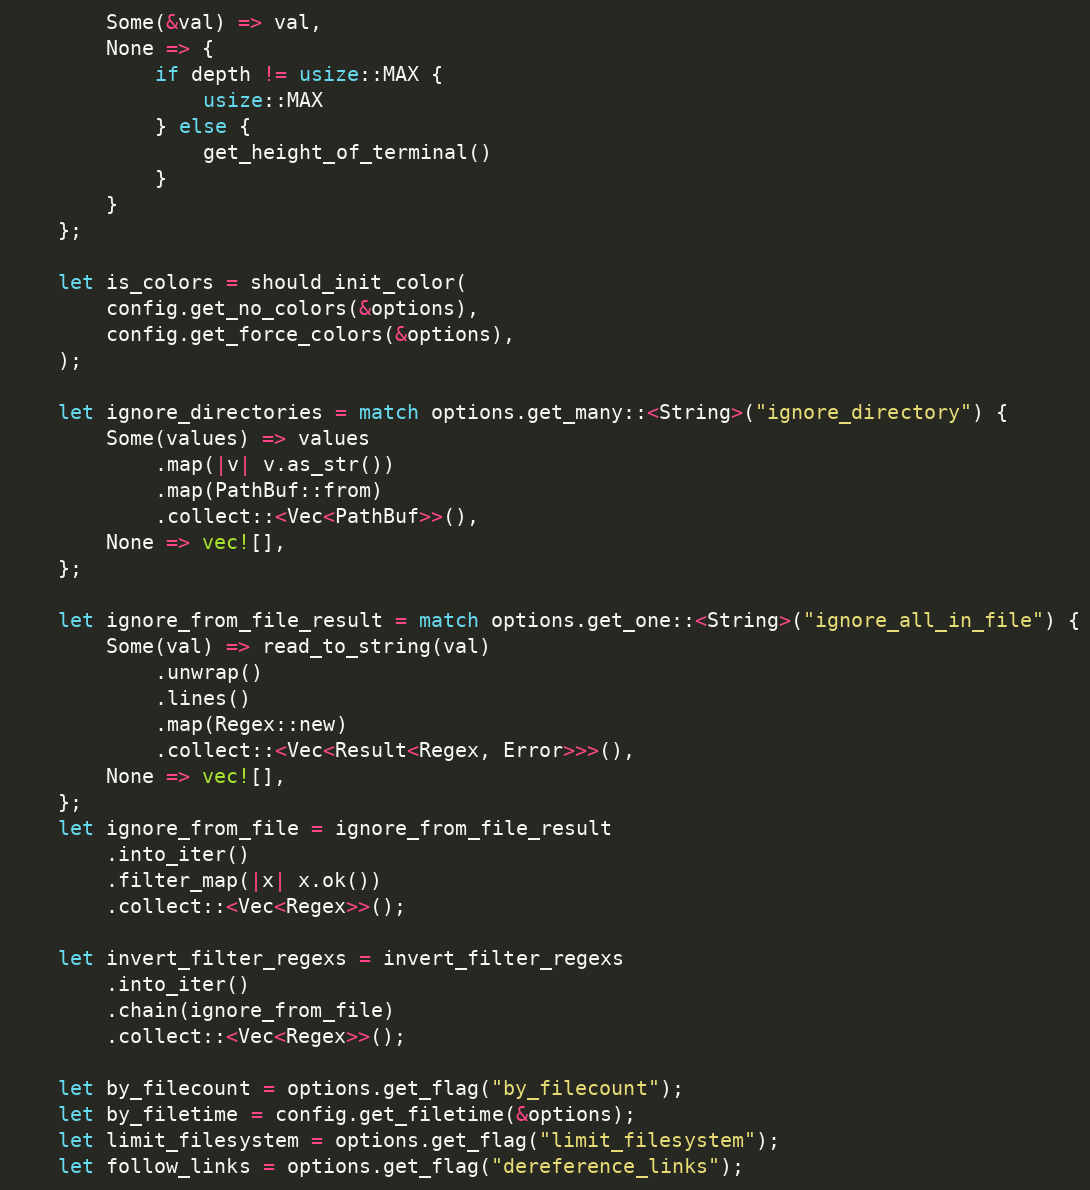 Some(&val) => val,
        None => {
            if depth != usize::MAX {
                usize::MAX
            } else {
                get_height_of_terminal()
            }
        }
    };

    let is_colors = should_init_color(
        config.get_no_colors(&options),
        config.get_force_colors(&options),
    );

    let ignore_directories = match options.get_many::<String>("ignore_directory") {
        Some(values) => values
            .map(|v| v.as_str())
            .map(PathBuf::from)
            .collect::<Vec<PathBuf>>(),
        None => vec![],
    };

    let ignore_from_file_result = match options.get_one::<String>("ignore_all_in_file") {
        Some(val) => read_to_string(val)
            .unwrap()
            .lines()
            .map(Regex::new)
            .collect::<Vec<Result<Regex, Error>>>(),
        None => vec![],
    };
    let ignore_from_file = ignore_from_file_result
        .into_iter()
        .filter_map(|x| x.ok())
        .collect::<Vec<Regex>>();

    let invert_filter_regexs = invert_filter_regexs
        .into_iter()
        .chain(ignore_from_file)
        .collect::<Vec<Regex>>();

    let by_filecount = options.get_flag("by_filecount");
    let by_filetime = config.get_filetime(&options);
    let limit_filesystem = options.get_flag("limit_filesystem");
    let follow_links = options.get_flag("dereference_links");